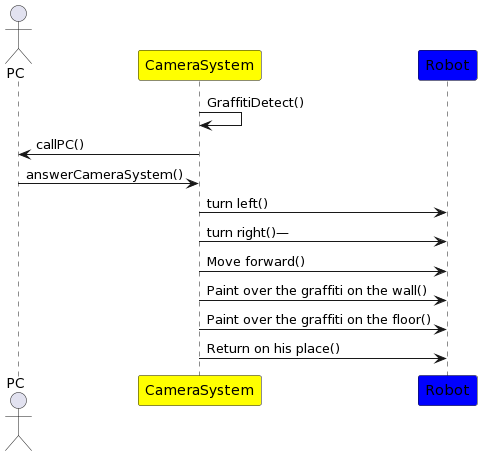 PC
CameraSystem
Robot
GraffitiDetect()
callPC()
answerCameraSystem()
turn left()
turn right()—
Move forward()
Paint over the graffiti on the wall()
Paint over the graffiti on the floor()
Return on his place()
PC
CameraSystem
Robot